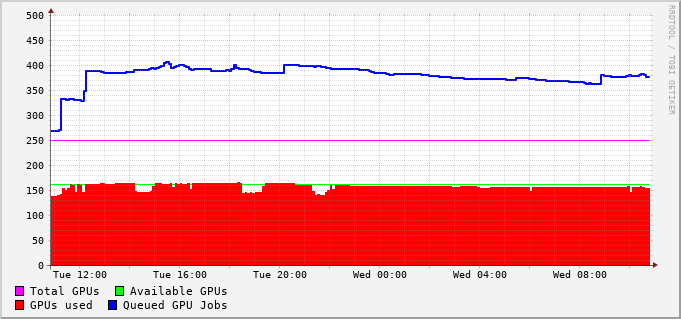 500
450
400
350
300
250
200
150
100
50
0
Tue 12:00 Tue 16:00 Tue 20:00 Wed 00:00 Wed 04:00 Wed 08:00
Total GPUs Available GPUs
GPUs used Queued GPU Jobs
RRDTOOL / TOBI OETIKER